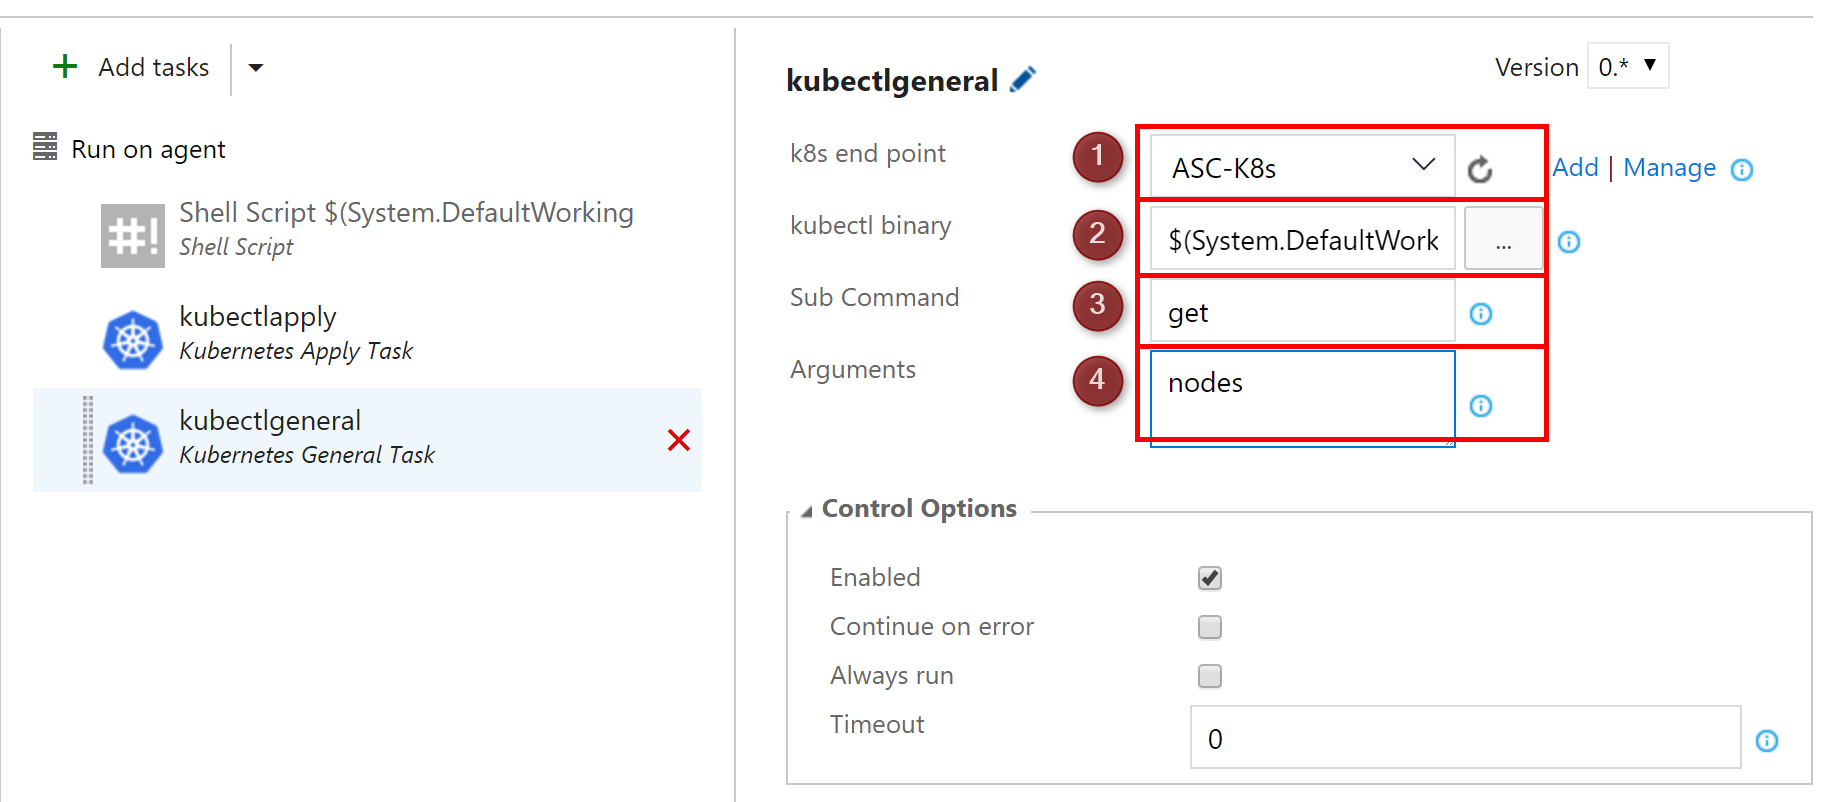 Add tasks
Run on agent
Shell Script $(System.DefaultWorking
Shell Script
kubectlapply
Kubernetes Apply Task
kubectlgeneral
Kubernetes General Task
kubectlgeneral
Version 0.*
k8s end point
1
ASC-K8s
Add | Manage
kubectl binary
2
$(System.DefaultWork
...
Sub Command
3
get
Arguments
4
nodes
Control Options
Enabled
Continue on error
Always run
Timeout
0